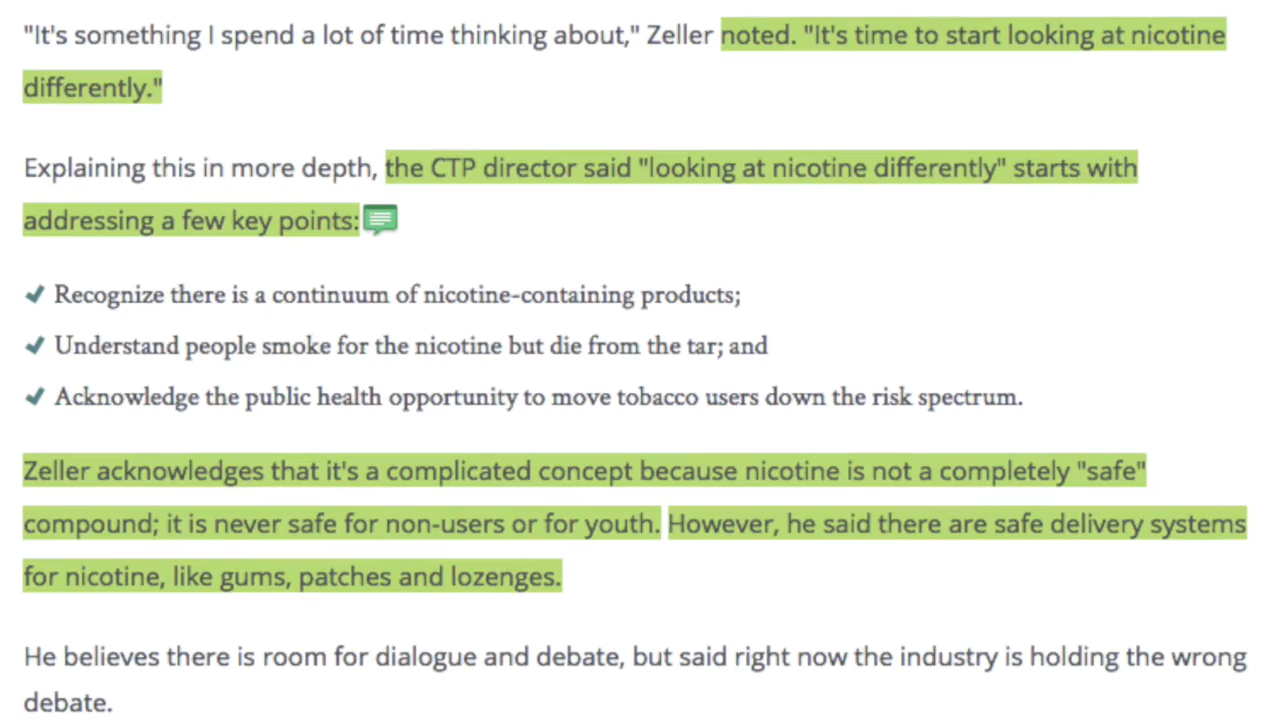 "It's something I spend a lot of time thinking about," Zeller noted. "It's time to start looking at nicotine
differently."
Explaining this in more depth, the CTP director said "looking at nicotine differently" starts with
addressing a few key points:
Recognize there is a continuum of nicotine-containing products;
Understand people smoke for the nicotine but die from the tar; and
Acknowledge the public health opportunity to move tobacco users down the risk spectrum.
Zeller acknowledges that it's a complicated concept because nicotine is not a completely "safe"
compound; it is never safe for non-users or for youth. However, he said there are safe delivery systems
for nicotine, like gums, patches and lozenges.
He believes there is room for dialogue and debate, but said right now the industry is holding the wrong
debate.